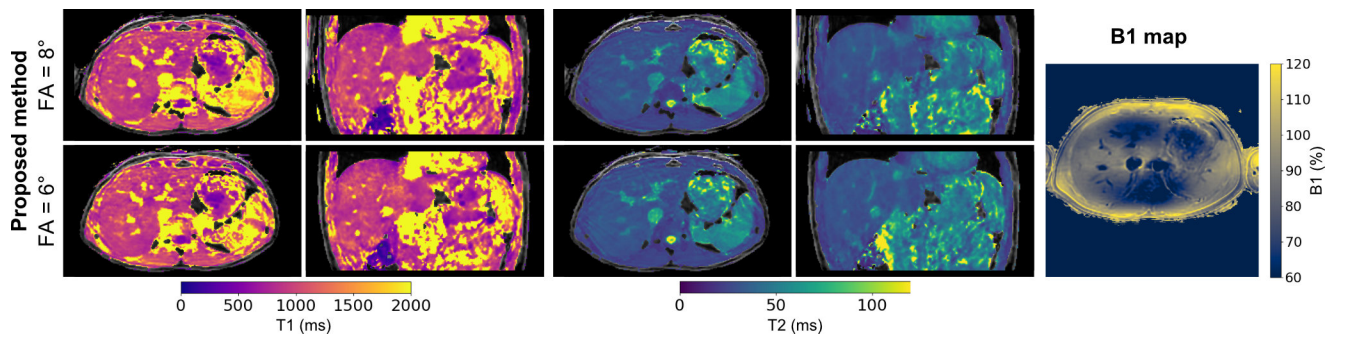 Proposed method
FA = 8°
FA = 6°
B1 map
120
110
100
90
80
70
60
B1 (%)
0 500 1000 1500 2000
T1 (ms)
0 50 100
T2 (ms)